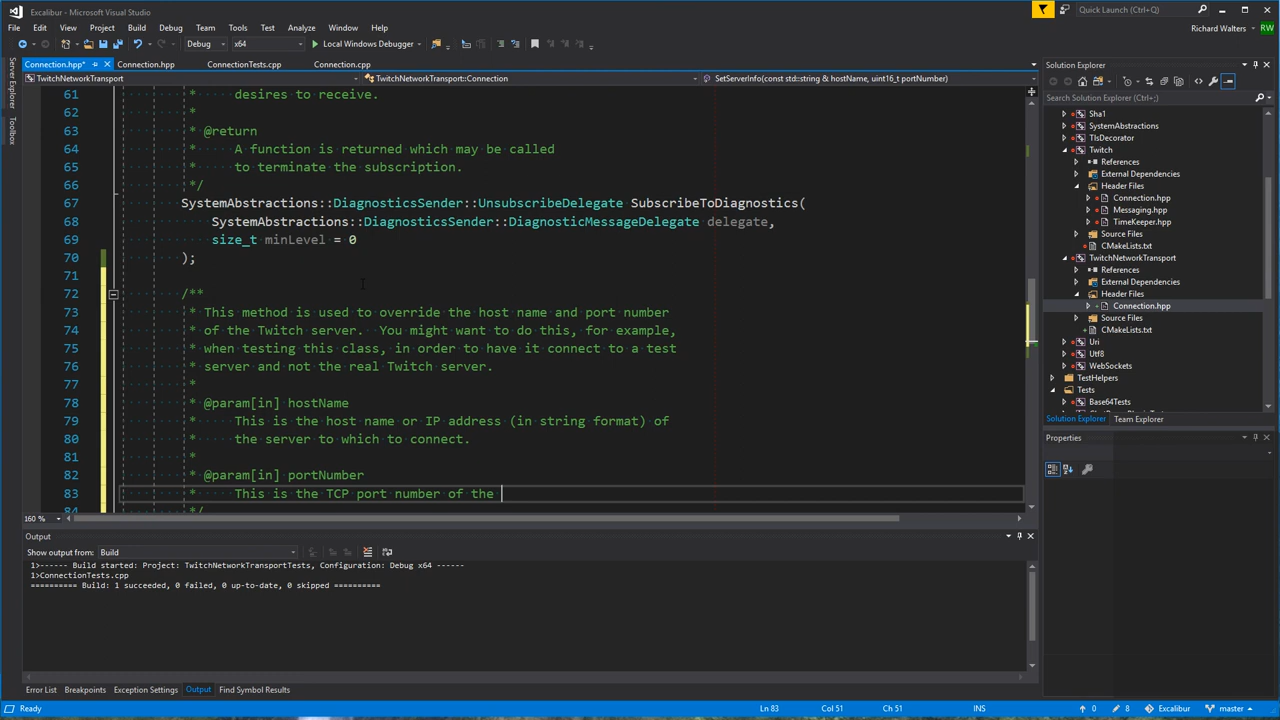 Excalibur - Microsoft Visual Studio
Quick Launch (Ctrl+Q)
File Edit View Project Build Debug Team Tools Test Analyze Window Help
Richard Walters RW
Debug x64 Local Windows Debugger
Connection.hpp* Connection.hpp ConnectionTests.cpp Connection.cpp
TwitchNetworkTransport TwitchNetworkTransport::Connection SetServerInfo(const std::string & hostName, uint16_t portNumber)
Server Explorer
Toolbox
61 * desires to receive.
62 *
63 * @return
64 * A function is returned which may be called
65 * to terminate the subscription.
66 */
67 SystemAbstractions::DiagnosticsSender::UnsubscribeDelegate SubscribeToDiagnostics(
68 SystemAbstractions::DiagnosticsSender::DiagnosticMessageDelegate delegate,
69 size_t minLevel = 0
70 );
71
72 /**
73 * This method is used to override the host name and port number
74 * of the Twitch server. You might want to do this, for example,
75 * when testing this class, in order to have it connect to a test
76 * server and not the real Twitch server.
77 *
78 * @param[in] hostName
79 * This is the host name or IP address (in string format) of
80 * the server to which to connect.
81 *
82 * @param[in] portNumber
83 * This is the TCP port number of the
84 */
160 %
Solution Explorer
Search Solution Explorer (Ctrl+;)
Sha1
SystemAbstractions
TlsDecorator
Twitch
References
External Dependencies
Header Files
Connection.hpp
Messaging.hpp
TimeKeeper.hpp
Source Files
CMakeLists.txt
TwitchNetworkTransport
References
External Dependencies
Header Files
Connection.hpp
Source Files
CMakeLists.txt
Uri
Utf8
WebSockets
TestHelpers
Tests
Base64Tests
Solution Explorer Team Explorer
Properties
Output
Show output from: Build
1>------ Build started: Project: TwitchNetworkTransportTests, Configuration: Debug x64 ------
1>ConnectionTests.cpp
========== Build: 1 succeeded, 0 failed, 0 up-to-date, 0 skipped ==========
Error List Breakpoints Exception Settings Output Find Symbol Results
Ready Ln 83 Col 51 Ch 51 INS 0 8 Excalibur master